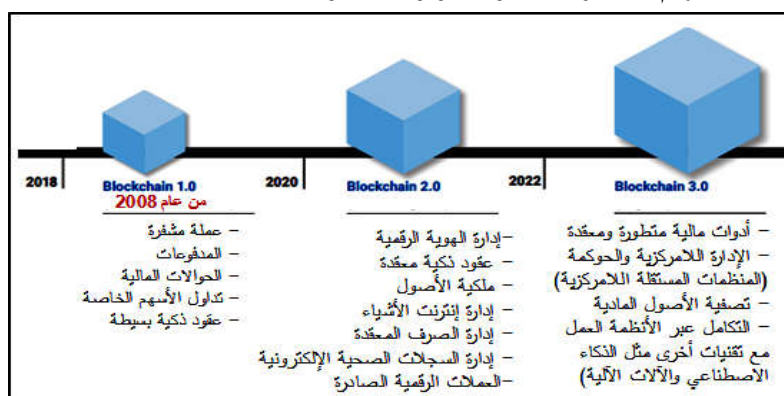 2018
Blockchain 1.0
2020
Blockchain 2.0
2022
Blockchain 3.0
من عام 2008
– عملة مشفرة
– المدفوعات
– الحوالات المالية
– تداول الأسهم الخاصة
– عقود ذكية بسيطة
–إدارة الهوية الرقمية
– عقود ذكية معقدة
– ملكية الأصول
– إدارة إنترنت الأشياء
– إدارة الصرف المعقدة
– إدارة السجلات الصحية الإلكترونية
–العملات الرقمية الصادرة
– أدوات مالية متطورة ومعقدة
– الإدارة اللامركزية والحوكمة
(المنظمات المستقلة اللامركزية)
– تصفية الأصول المادية
– التكامل عبر الأنظمة العمل
مع تقنيات أخرى مثل الذكاء
الاصطناعي والآلات الآلية)